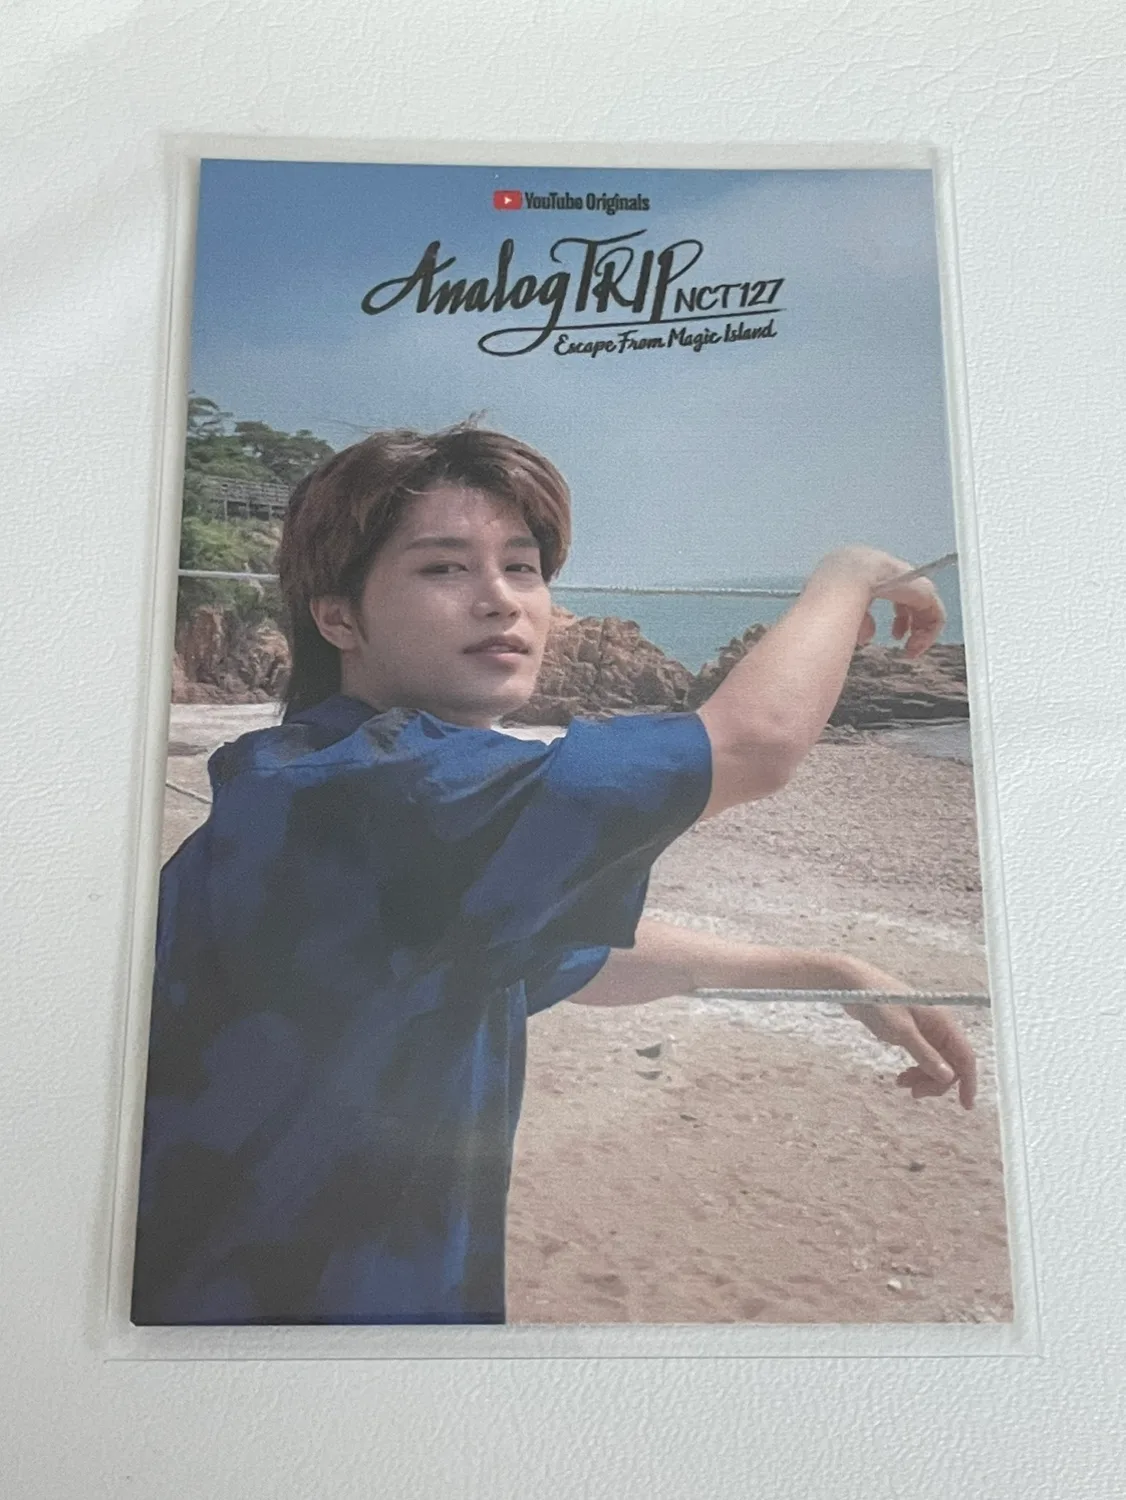 YouTube Originals
Analog TRIP NCT 127
Escape From Magic Island